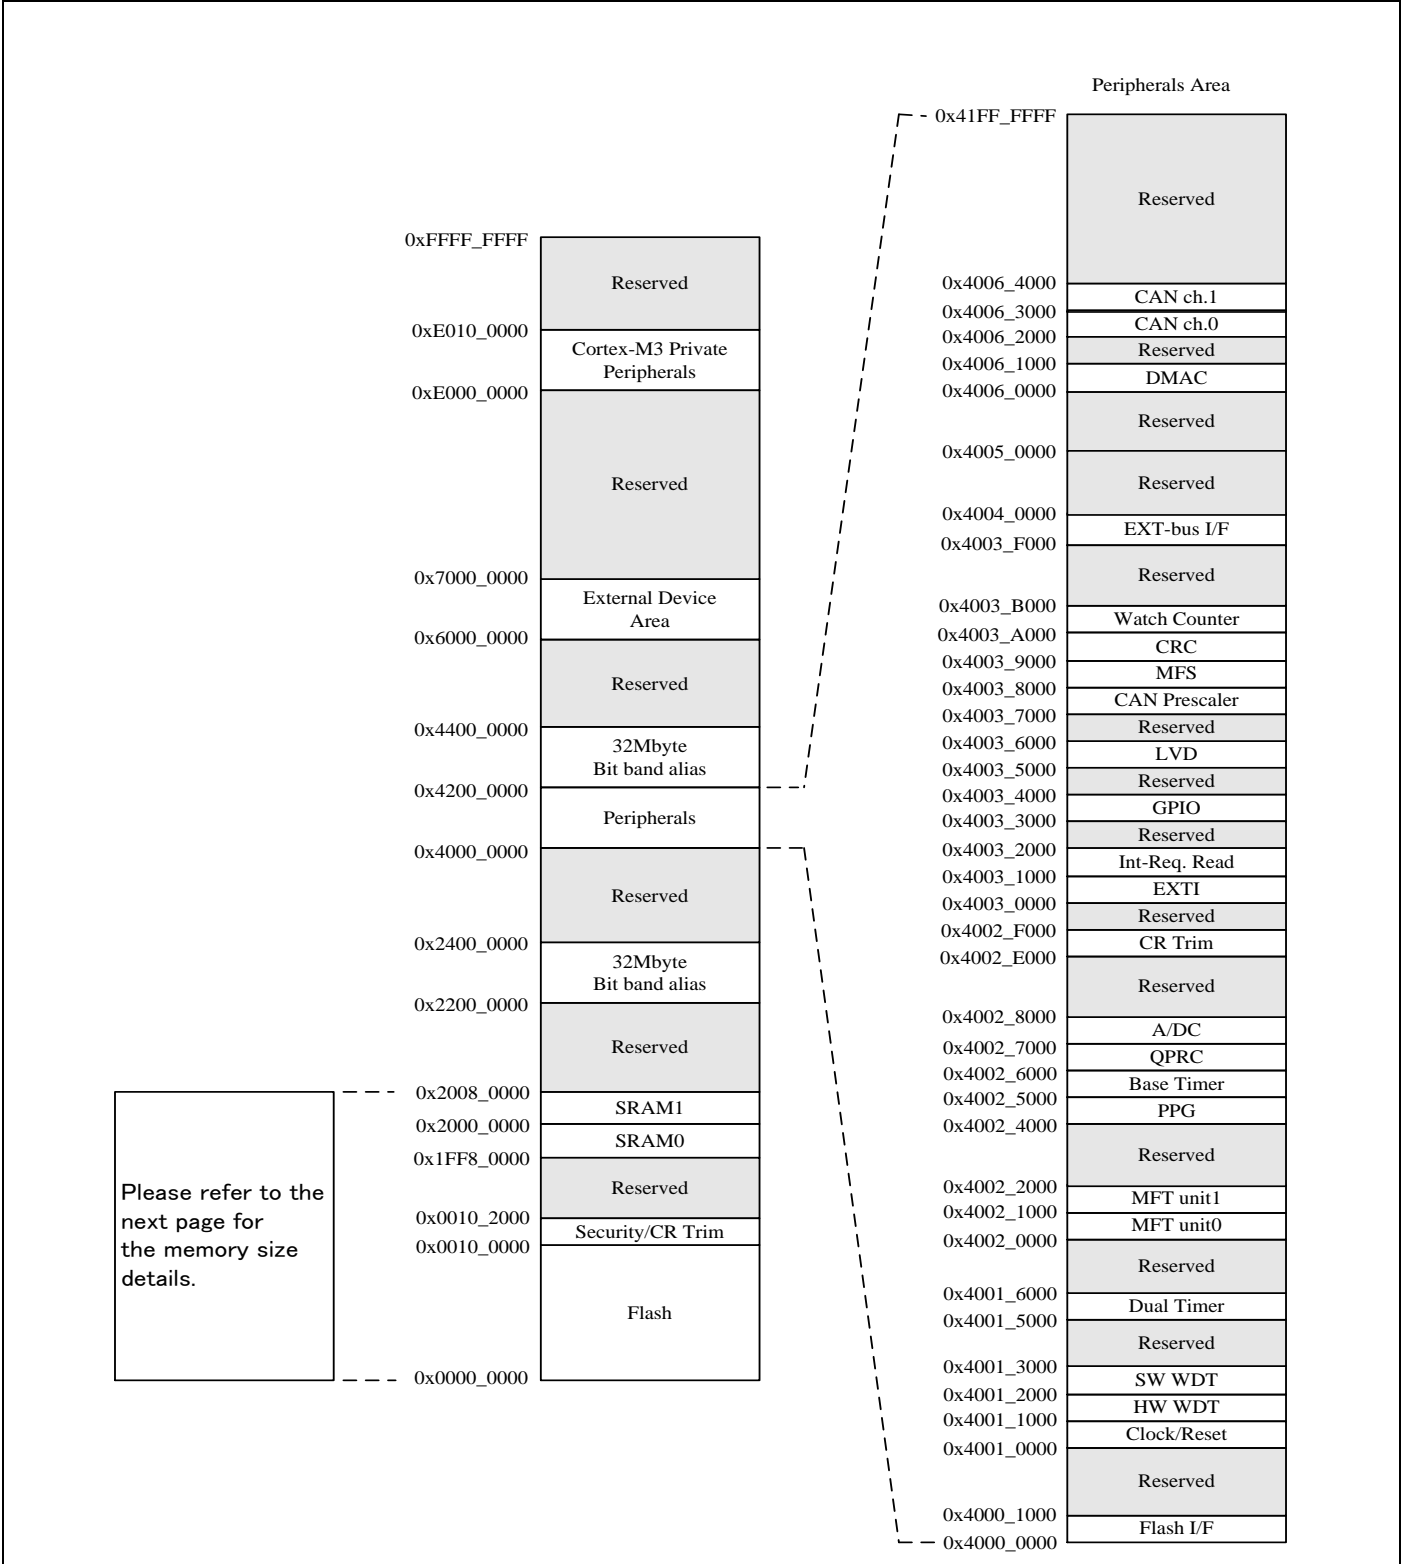 Peripherals Area
0x41FF_FFFF
Reserved
0x4006_4000
CAN ch.1
0x4006_3000
CAN ch.0
0x4006_2000
Reserved
0x4006_1000
DMAC
0x4006_0000
Reserved
0x4005_0000
Reserved
0x4004_0000
EXT-bus I/F
0x4003_F000
Reserved
0x4003_B000
Watch Counter
0x4003_A000
CRC
0x4003_9000
MFS
0x4003_8000
CAN Prescaler
0x4003_7000
Reserved
0x4003_6000
LVD
0x4003_5000
Reserved
0x4003_4000
GPIO
0x4003_3000
Reserved
0x4003_2000
Int-Req. Read
0x4003_1000
EXTI
0x4003_0000
Reserved
0x4002_F000
CR Trim
0x4002_E000
Reserved
0x4002_8000
A/DC
0x4002_7000
QPRC
0x4002_6000
Base Timer
0x4002_5000
PPG
0x4002_4000
Reserved
0x4002_2000
MFT unit1
0x4002_1000
MFT unit0
0x4002_0000
Reserved
0x4001_6000
Dual Timer
0x4001_5000
Reserved
0x4001_3000
SW WDT
0x4001_2000
HW WDT
0x4001_1000
Clock/Reset
0x4001_0000
Reserved
0x4000_1000
Flash I/F
0x4000_0000
0xFFFF_FFFF
Reserved
0xE010_0000
Cortex-M3 Private
Peripherals
0xE000_0000
Reserved
0x7000_0000
External Device
Area
0x6000_0000
Reserved
0x4400_0000
32Mbyte
Bit band alias
0x4200_0000
Peripherals
0x4000_0000
Reserved
0x2400_0000
32Mbyte
Bit band alias
0x2200_0000
Reserved
0x2008_0000
SRAM1
0x2000_0000
SRAM0
0x1FF8_0000
Reserved
0x0010_2000
Security/CR Trim
0x0010_0000
Flash
0x0000_0000
Please refer to the
next page for
the memory size
details.